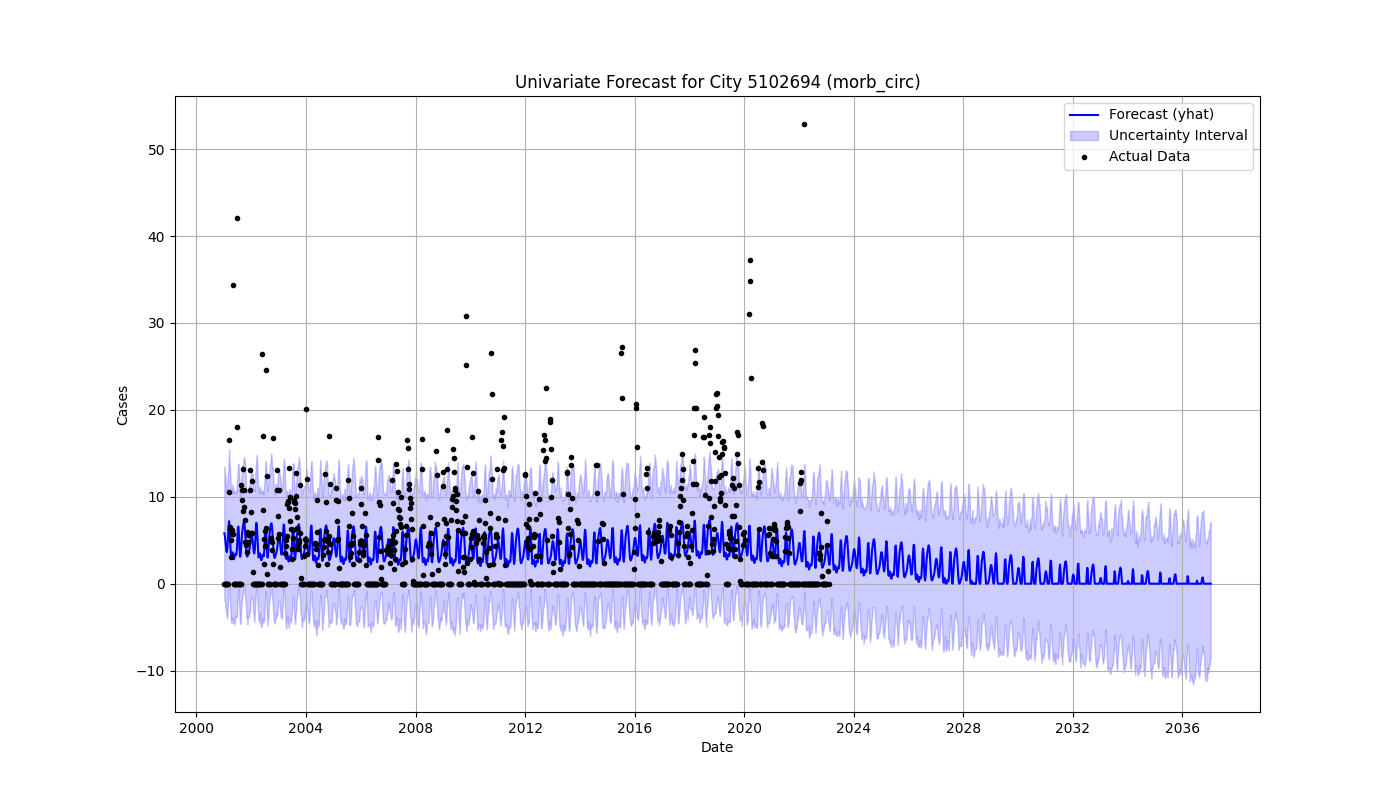 Univariate Forecast for City 5102694 (morb_circ)
Forecast (yhat)
Uncertainty Interval
Actual Data
50
40
30
20
10
0
−10
Cases
2000 2004 2008 2012 2016 2020 2024 2028 2032 2036
Date